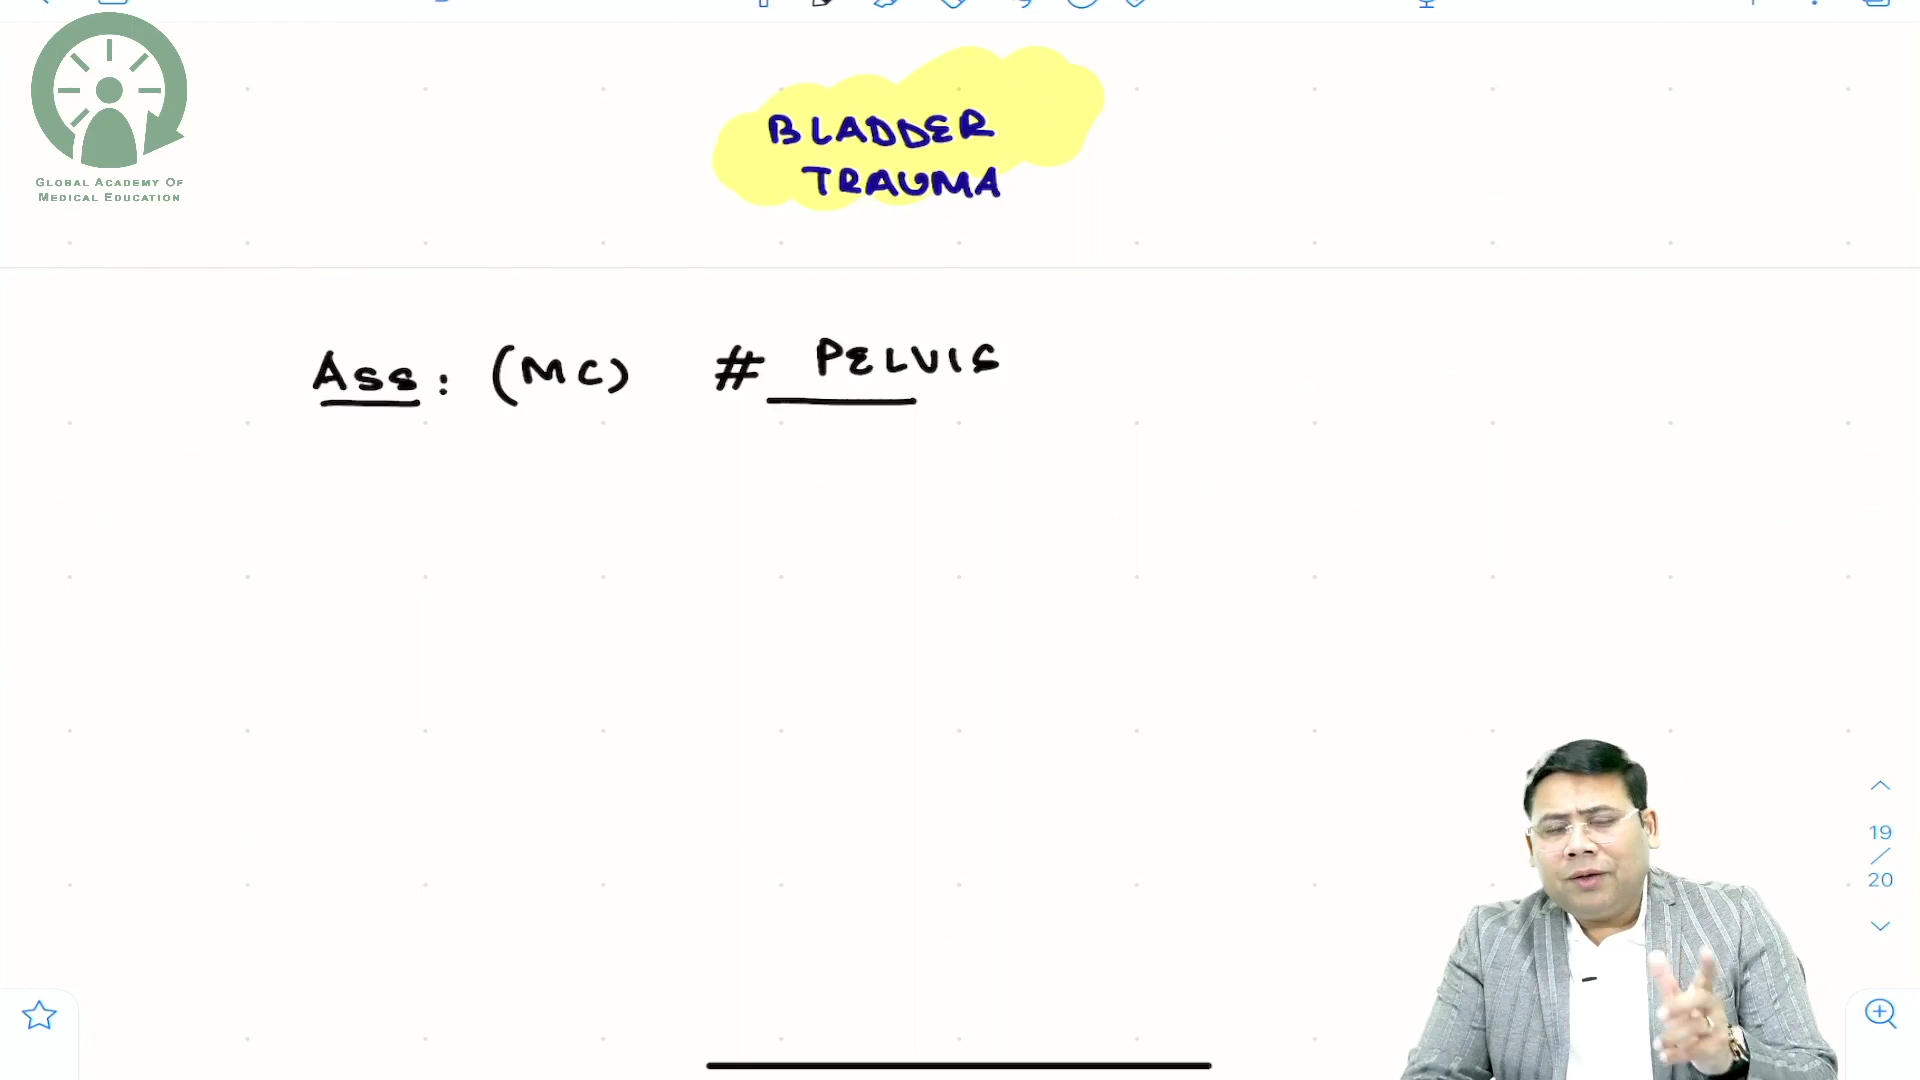 GLOBAL ACADEMY OF
MEDICAL EDUCATION
BLADDER
TRAUMA
ASS: (MC) # PELVIS
19
/
20